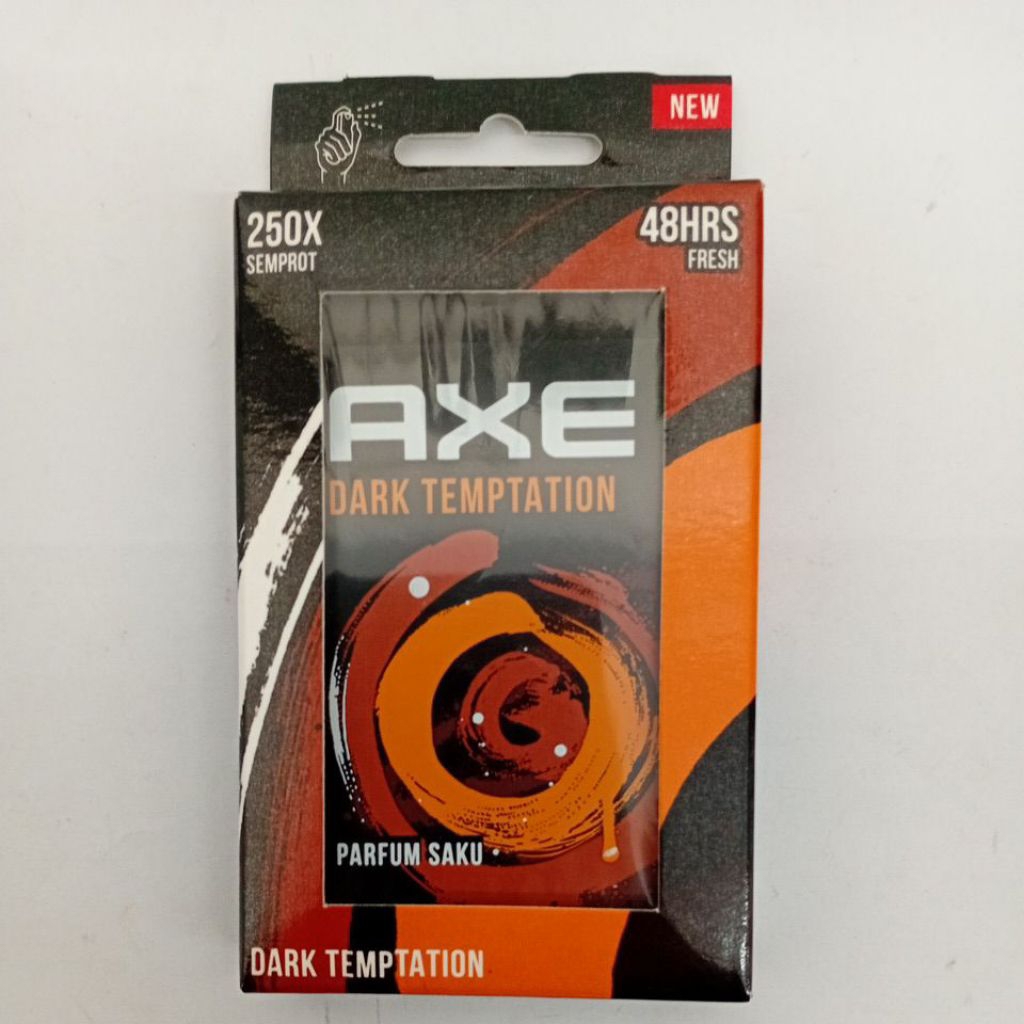 NEW
250X
SEMPROT
48HRS
FRESH
AXE
DARK TEMPTATION
PARFUM SAKU
DARK TEMPTATION